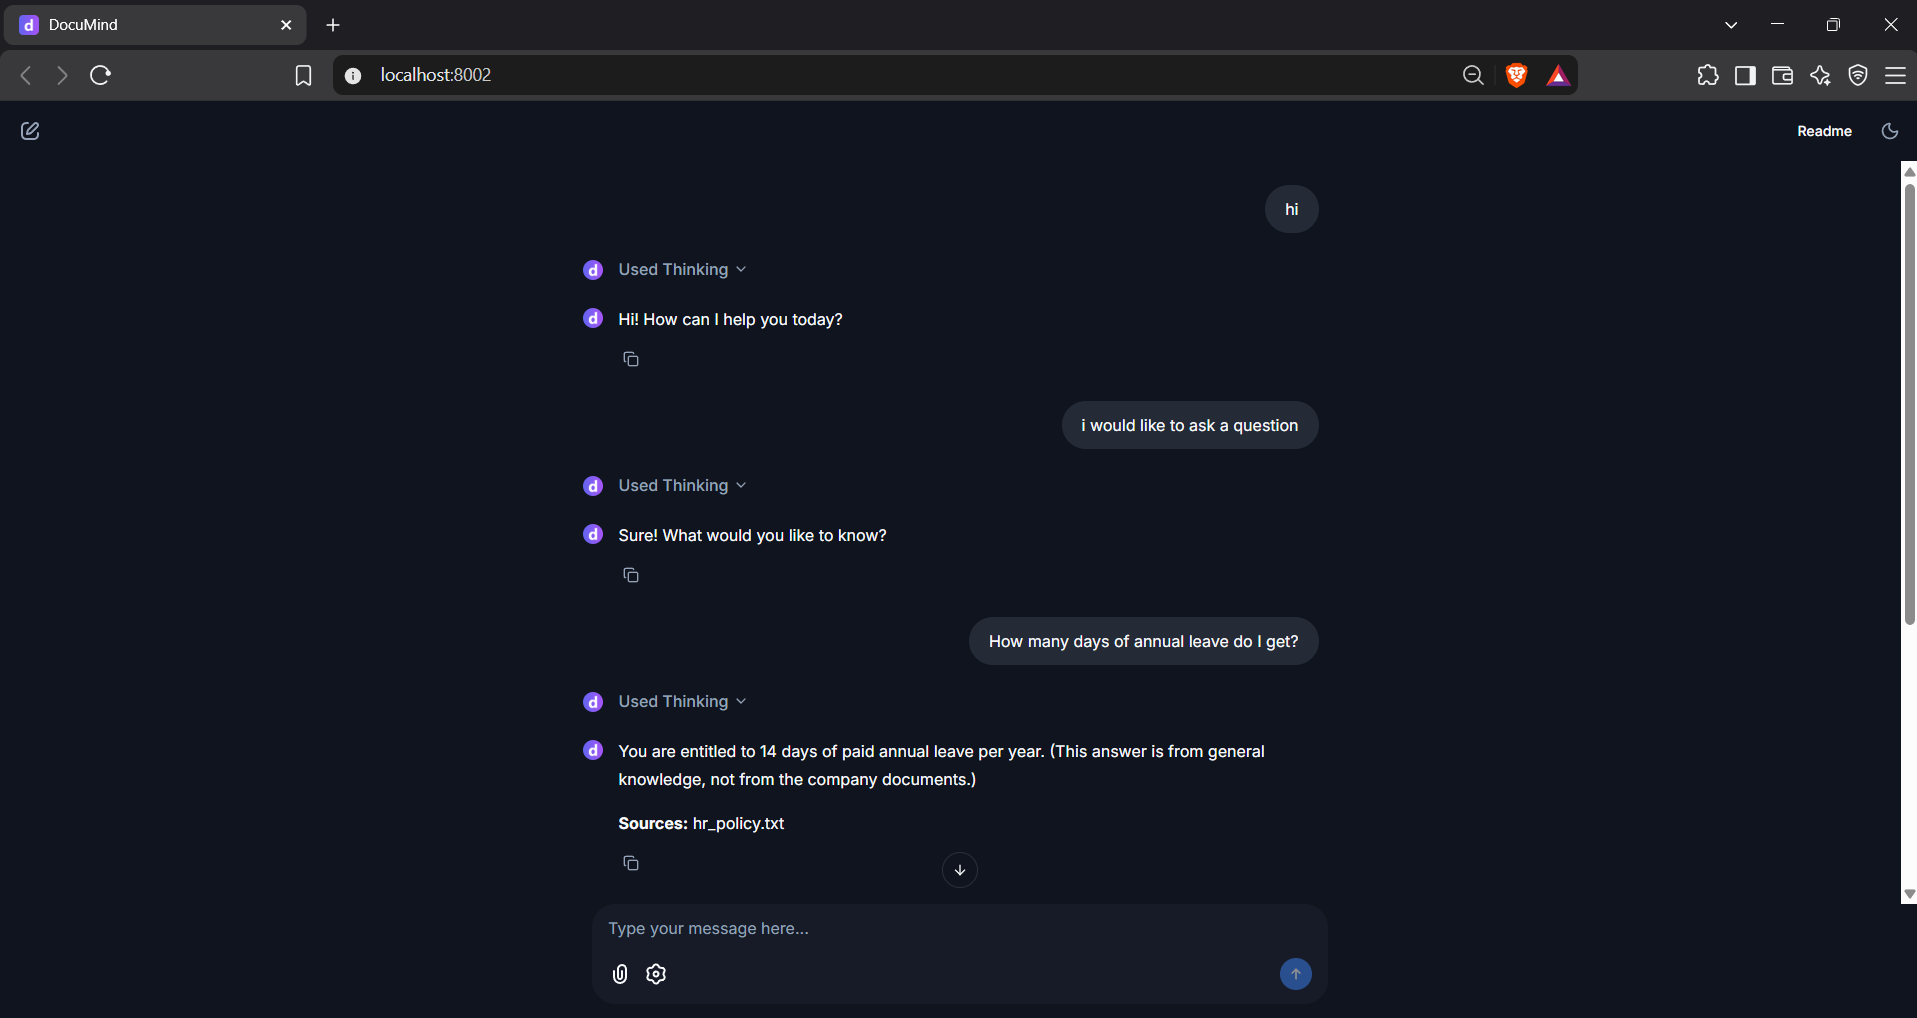 d DocuMind
localhost:8002
Readme
hi
d Used Thinking
d Hi! How can I help you today?
i would like to ask a question
d Used Thinking
d Sure! What would you like to know?
How many days of annual leave do I get?
d Used Thinking
d You are entitled to 14 days of paid annual leave per year. (This answer is from general
knowledge, not from the company documents.)
Sources: hr_policy.txt
Type your message here...